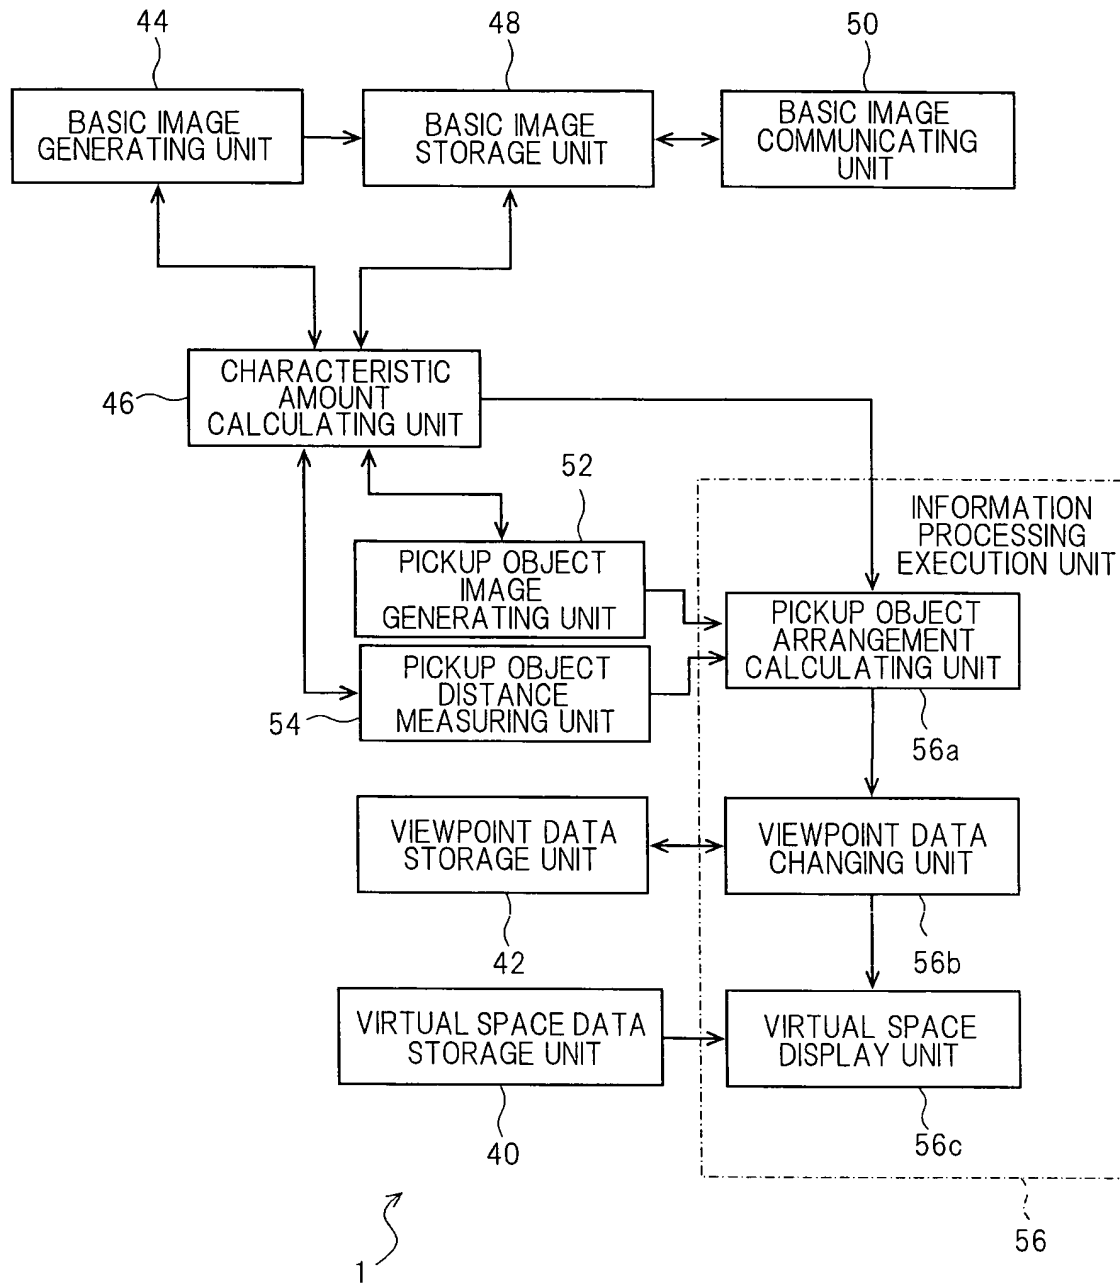 44
48
50
BASIC IMAGE
GENERATING UNIT
BASIC IMAGE
STORAGE UNIT
BASIC IMAGE
COMMUNICATING
UNIT
46
CHARACTERISTIC
AMOUNT
CALCULATING UNIT
52
INFORMATION
PROCESSING
EXECUTION UNIT
PICKUP OBJECT
IMAGE
GENERATING UNIT
PICKUP OBJECT
ARRANGEMENT
CALCULATING UNIT
54
PICKUP OBJECT
DISTANCE
MEASURING UNIT
56a
VIEWPOINT DATA
STORAGE UNIT
VIEWPOINT DATA
CHANGING UNIT
42
56b
VIRTUAL SPACE DATA
STORAGE UNIT
VIRTUAL SPACE
DISPLAY UNIT
40
56c
56
1